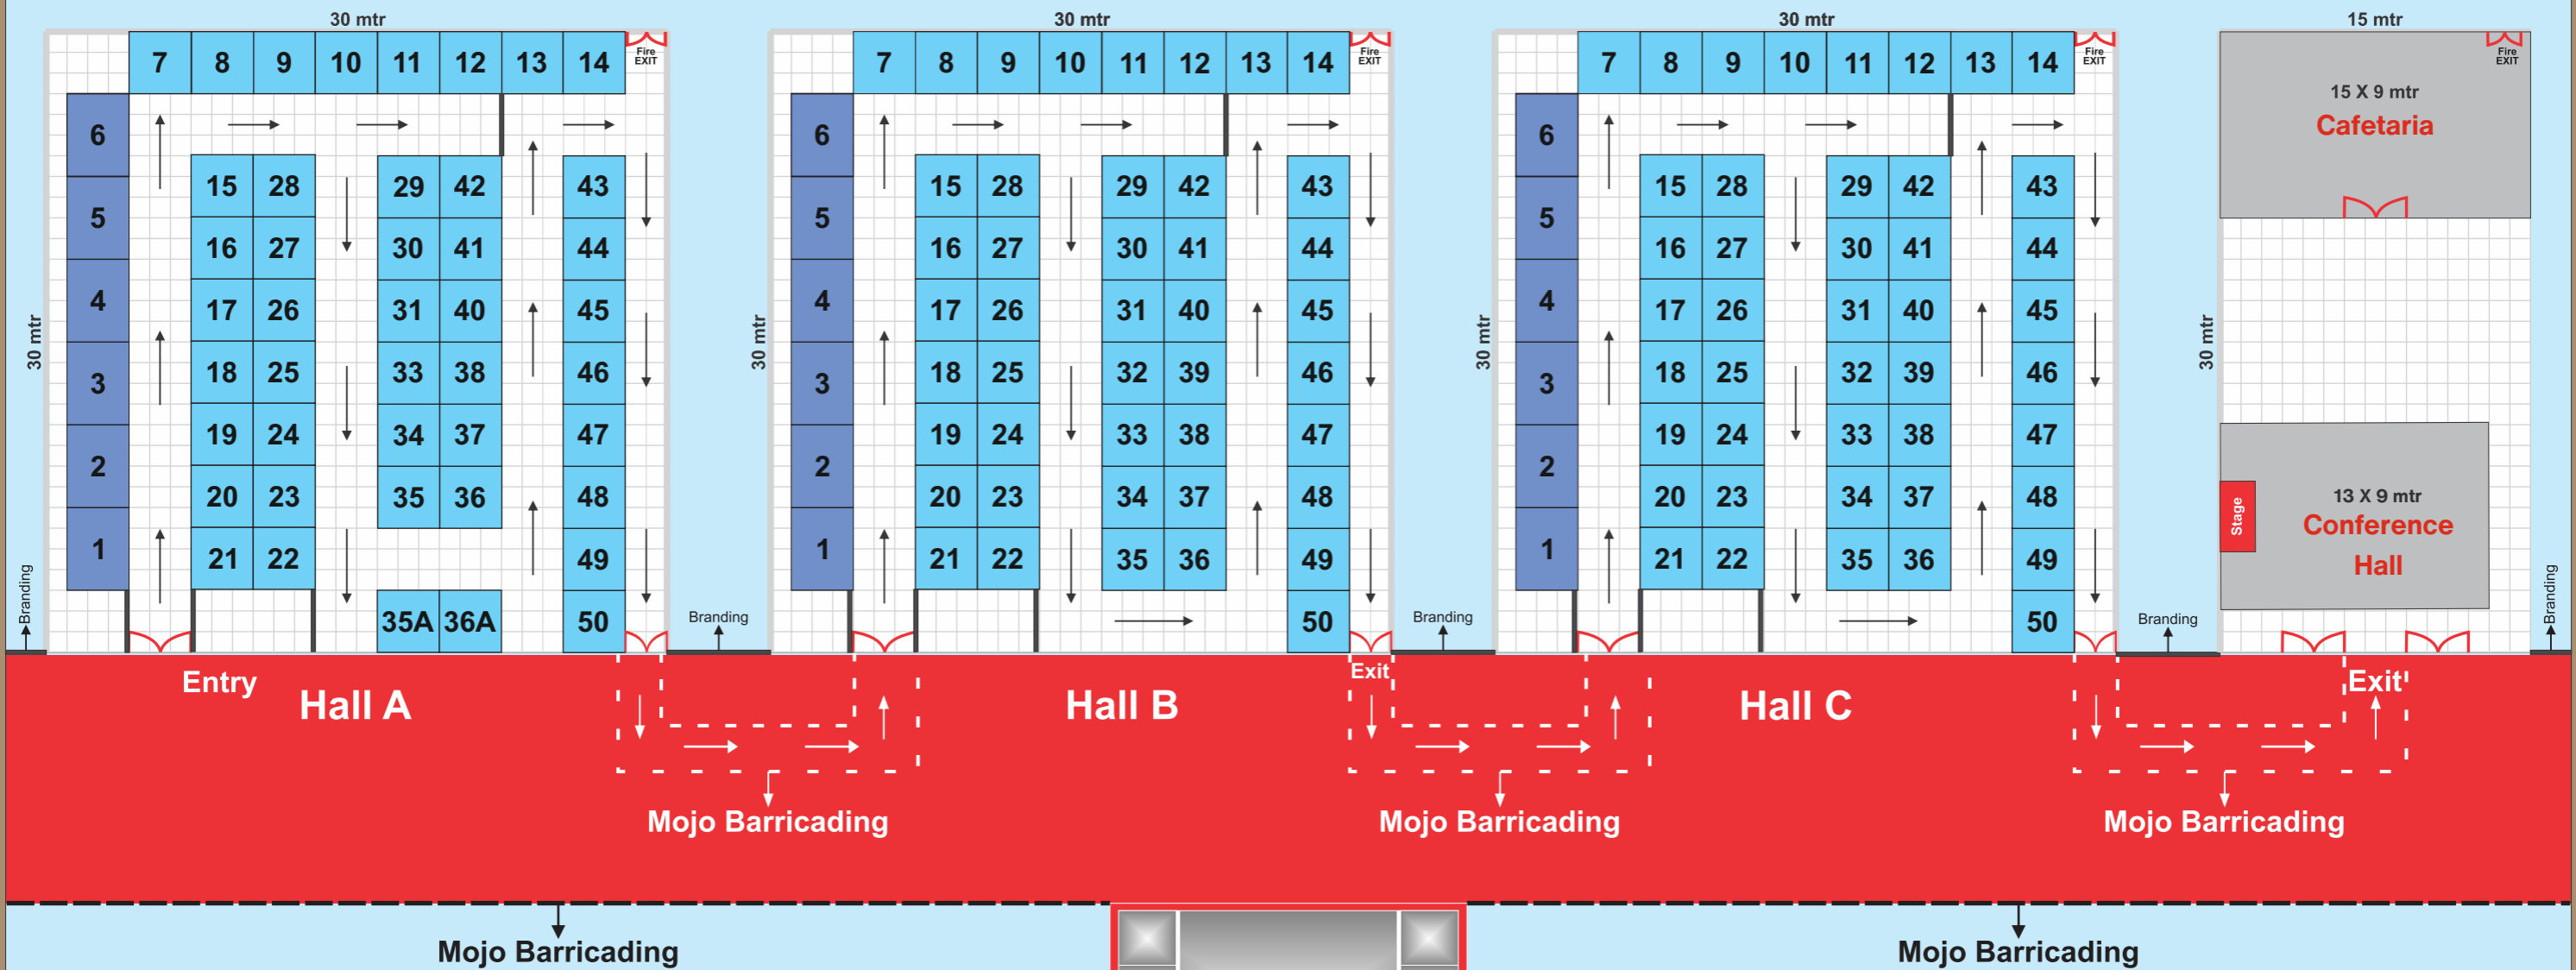 30 mtr
7 8 9 10 11 12 13 14
Fire
EXIT
6
5
4
3
2
1
15 28
16 27
17 26
18 25
19 24
20 23
21 22
29 42
30 41
31 40
33 38
34 37
35 36
35A 36A
43
44
45
46
47
48
49
50
30 mtr
Branding
Entry
Hall A
Branding
30 mtr
7 8 9 10 11 12 13 14
Fire
EXIT
6
5
4
3
2
1
15 28
16 27
17 26
18 25
19 24
20 23
21 22
29 42
30 41
31 40
32 39
33 38
34 37
35 36
43
44
45
46
47
48
49
50
30 mtr
Hall B
Exit
Branding
30 mtr
7 8 9 10 11 12 13 14
Fire
EXIT
6
5
4
3
2
1
15 28
16 27
17 26
18 25
19 24
20 23
21 22
29 42
30 41
31 40
32 39
33 38
34 37
35 36
43
44
45
46
47
48
49
50
30 mtr
Hall C
Branding
15 mtr
Fire
EXIT
15 X 9 mtr
Cafetaria
30 mtr
Stage
13 X 9 mtr
Conference
Hall
Branding
Exit
Mojo Barricading
Mojo Barricading
Mojo Barricading
Mojo Barricading
Mojo Barricading